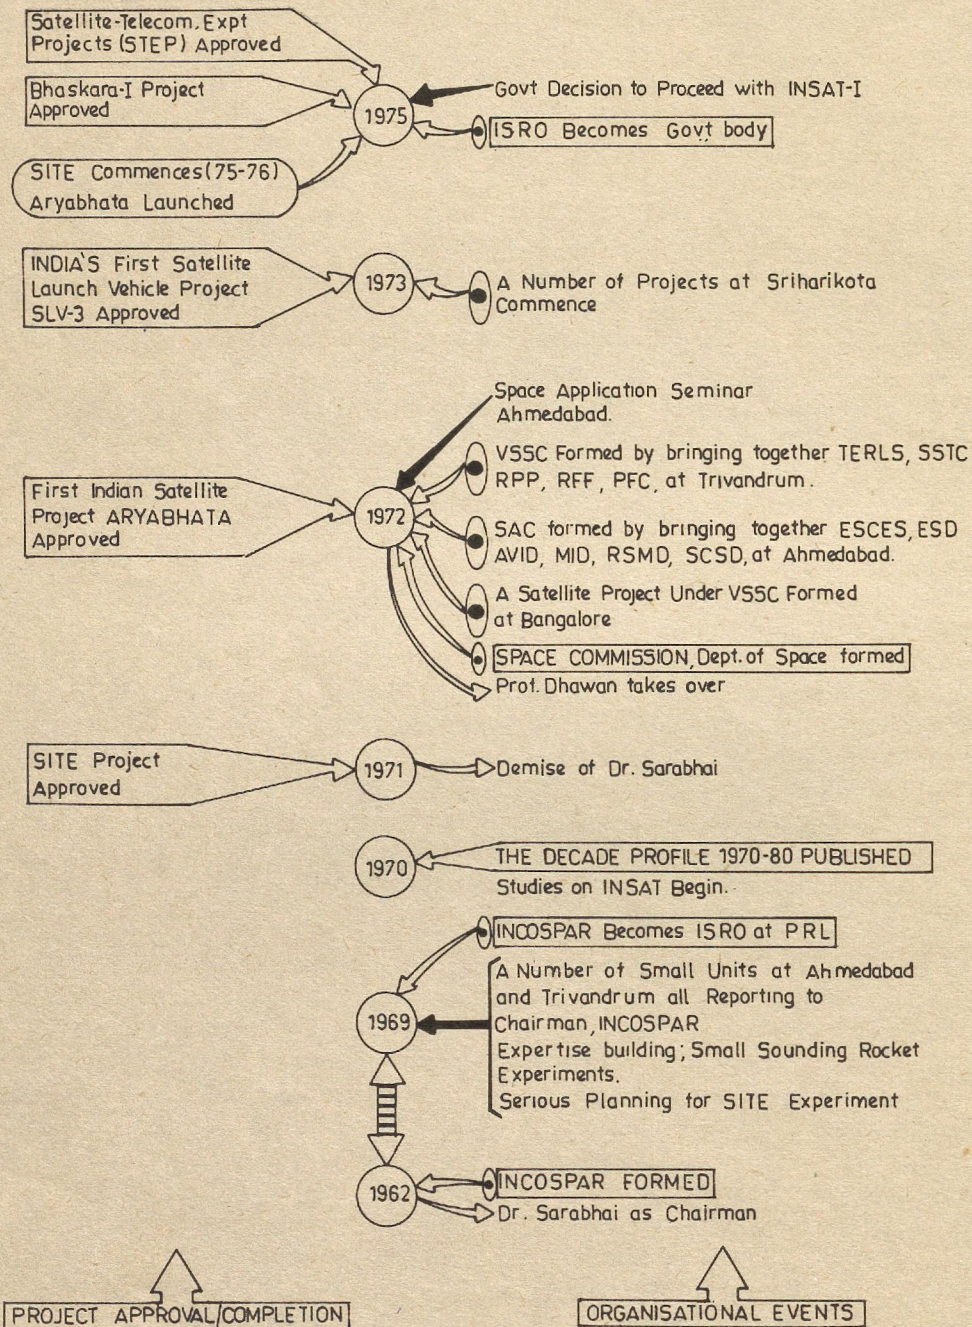 Satellite-Telecom. Expt
Projects (STEP) Approved
Bhaskara-I Project
Approved
SITE Commences(75-76)
Aryabhata Launched
1975
Govt Decision to Proceed with INSAT-I
ISRO Becomes Govt body
INDIA'S First Satellite
Launch Vehicle Project
SLV-3 Approved
1973
A Number of Projects at Sriharikota
Commence
First Indian Satellite
Project ARYABHATA
Approved
1972
Space Application Seminar
Ahmedabad.
VSSC Formed by bringing together TERLS, SSTC
RPP, RFF, PFC, at Trivandrum.
SAC formed by bringing together ESCES, ESD
AVID, MID, RSMD, SCSD, at Ahmedabad.
A Satellite Project Under VSSC Formed
at Bangalore
SPACE COMMISSION, Dept. of Space formed
Prof. Dhawan takes over
SITE Project
Approved
1971
Demise of Dr. Sarabhai
1970
THE DECADE PROFILE 1970-80 PUBLISHED
Studies on INSAT Begin.
INCOSPAR Becomes ISRO at PRL
1969
A Number of Small Units at Ahmedabad
and Trivandrum all Reporting to
Chairman, INCOSPAR
Expertise building; Small Sounding Rocket
Experiments.
Serious Planning for SITE Experiment
1962
INCOSPAR FORMED
Dr. Sarabhai as Chairman
PROJECT APPROVAL/COMPLETION
ORGANISATIONAL EVENTS